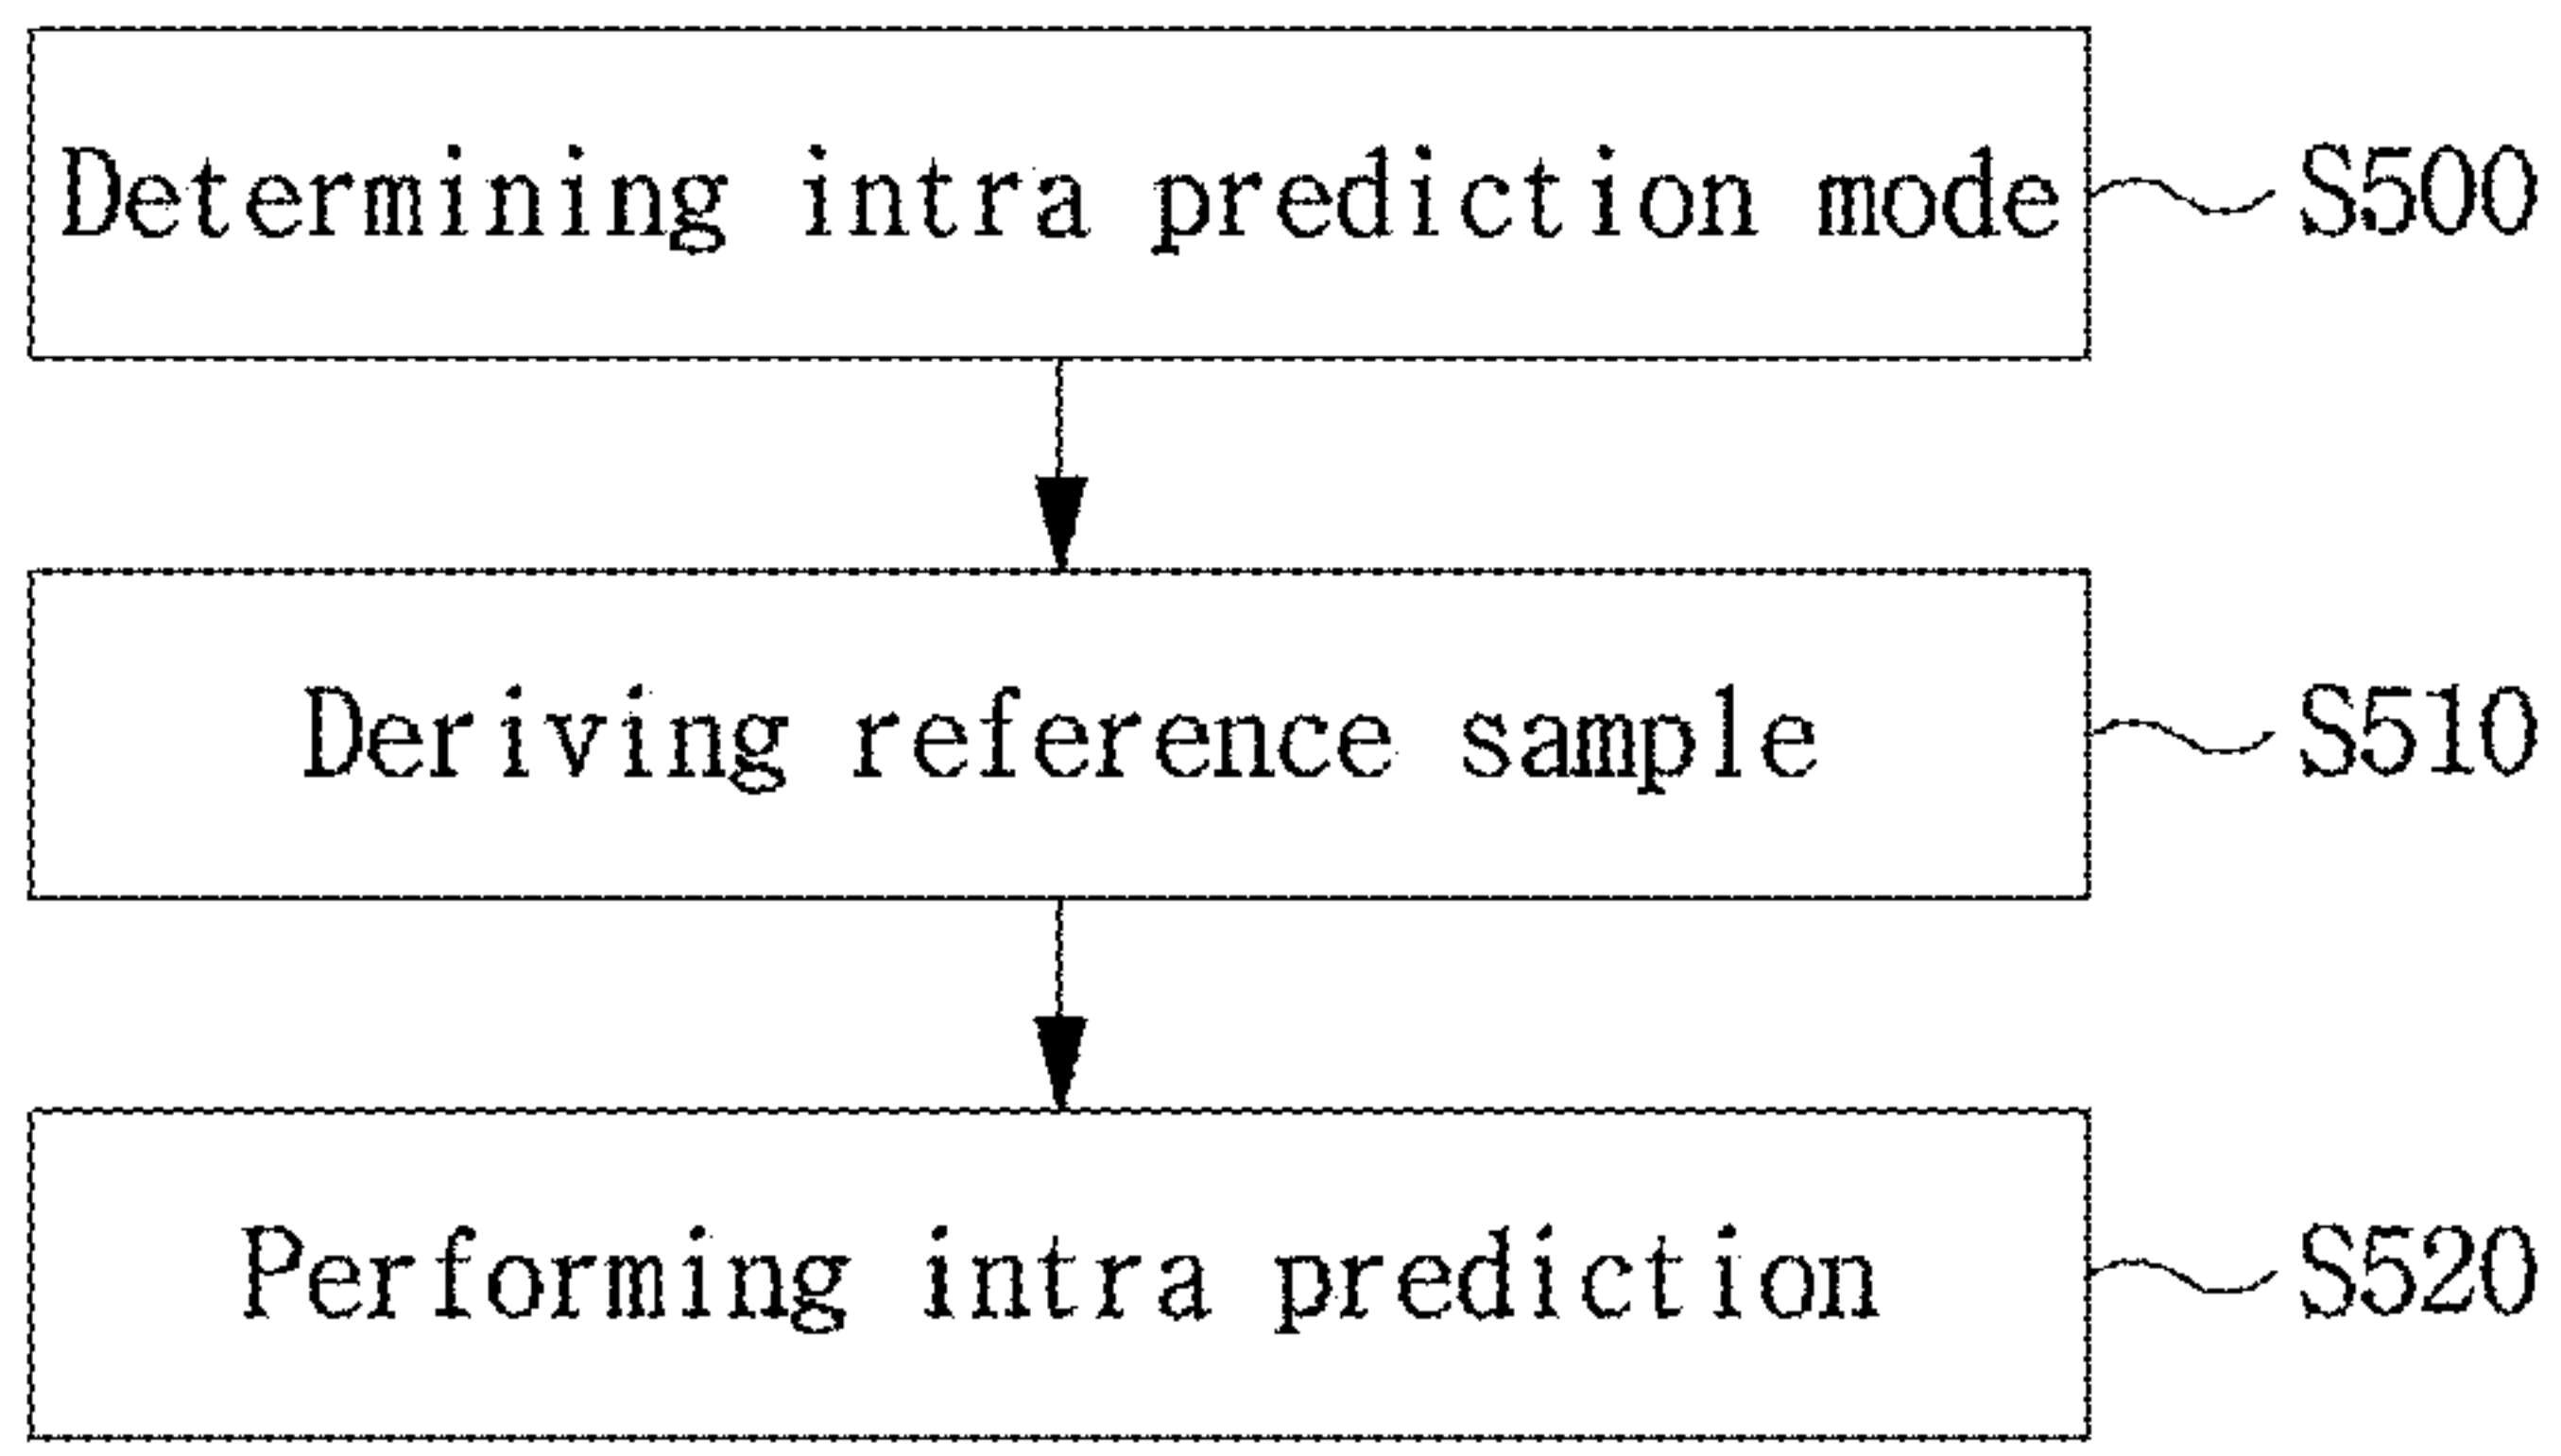 Determining intra prediction mode S500
Deriving reference sample S510
Performing intra prediction S520